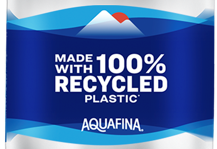 MADE
WITH 100%
RECYCLED
PLASTIC*
AQUAFINA